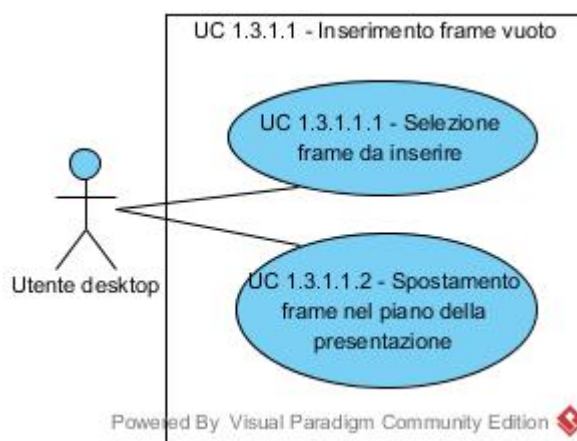 UC 1.3.1.1 - Inserimento frame vuoto
UC 1.3.1.1.1 - Selezione
frame da inserire
Utente desktop
UC 1.3.1.1.2 - Spostamento
frame nel piano della
presentazione
Powered By Visual Paradigm Community Edition